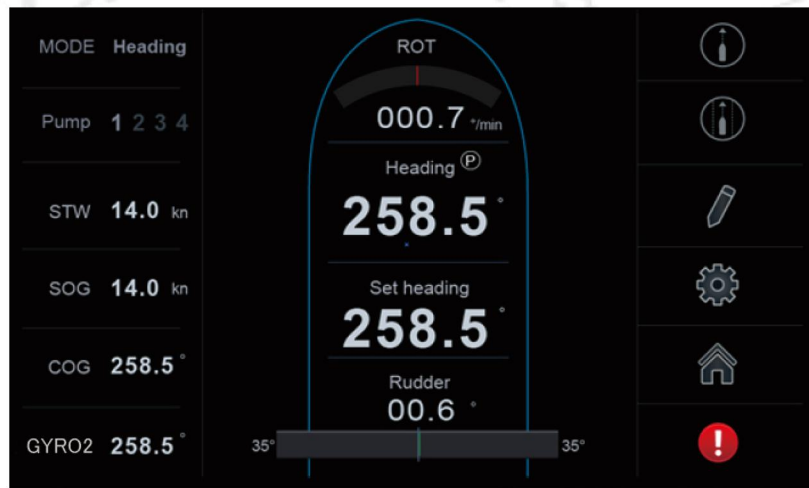 MODE Heading
Pump 1 2 3 4
STW 14.0 kn
SOG 14.0 kn
COG 258.5°
GYRO2 258.5°
ROT
000.7 °/min
Heading P
258.5°
Set heading
258.5°
Rudder
00.6 °
35° 35°
!